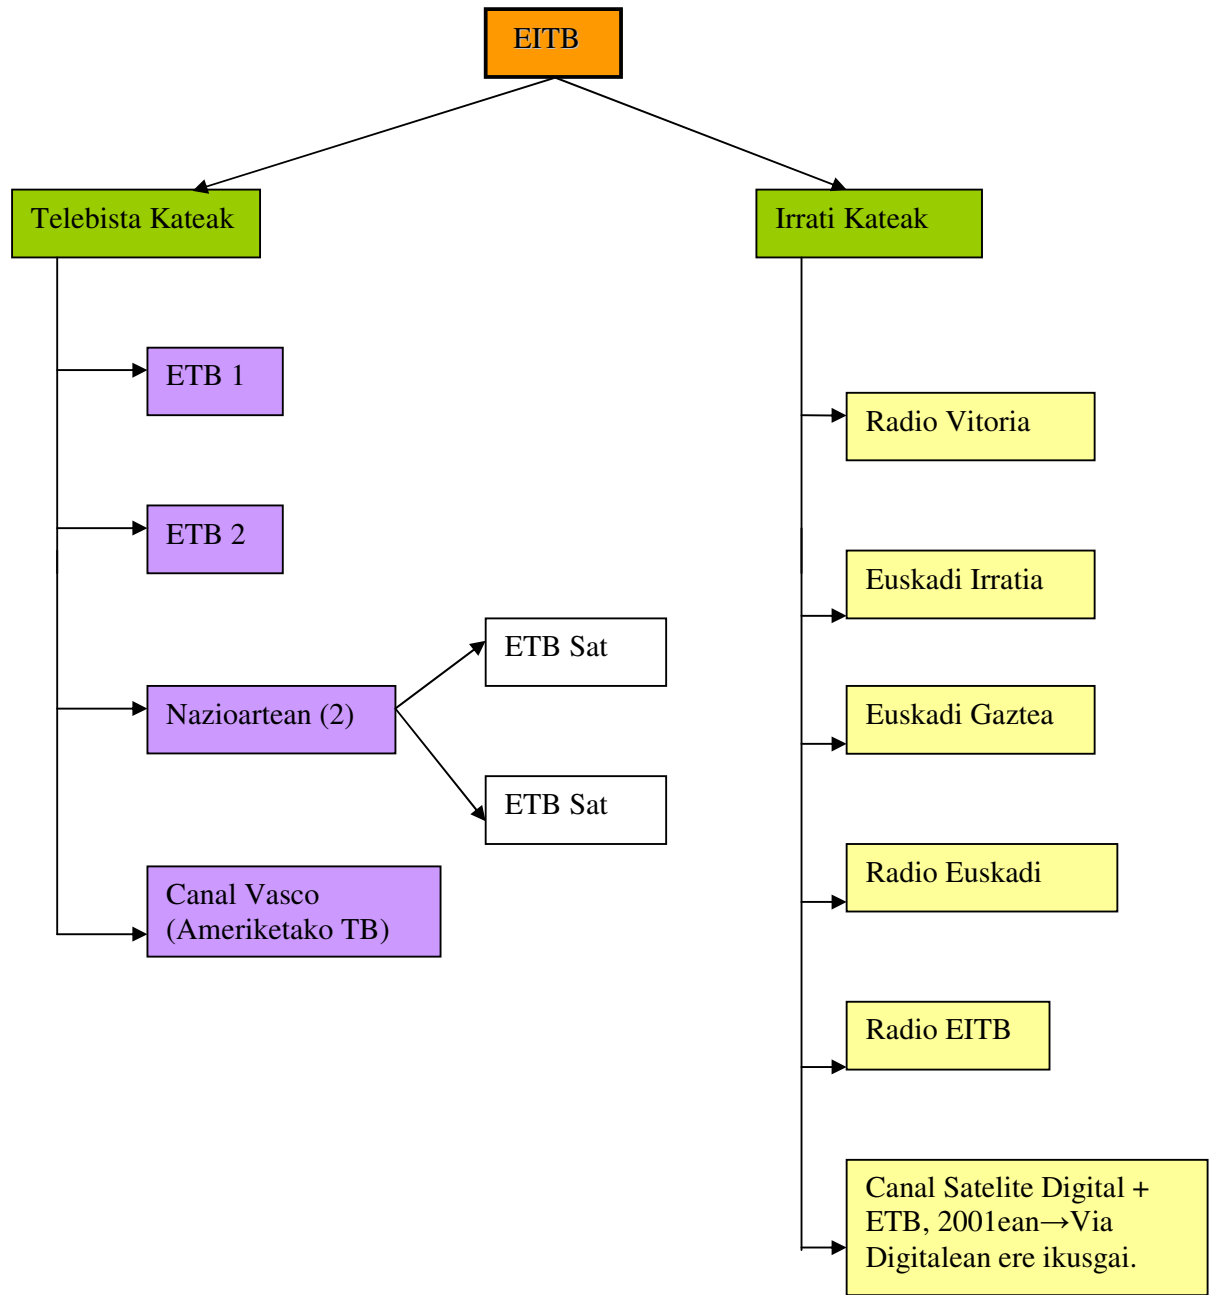 EITB
Telebista Kateak
Irrati Kateak
ETB 1
ETB 2
Nazioartean (2)
ETB Sat
ETB Sat
Canal Vasco
(Ameriketako TB)
Radio Vitoria
Euskadi Irratia
Euskadi Gaztea
Radio Euskadi
Radio EITB
Canal Satelite Digital +
ETB, 2001ean→Via
Digitalean ere ikusgai.